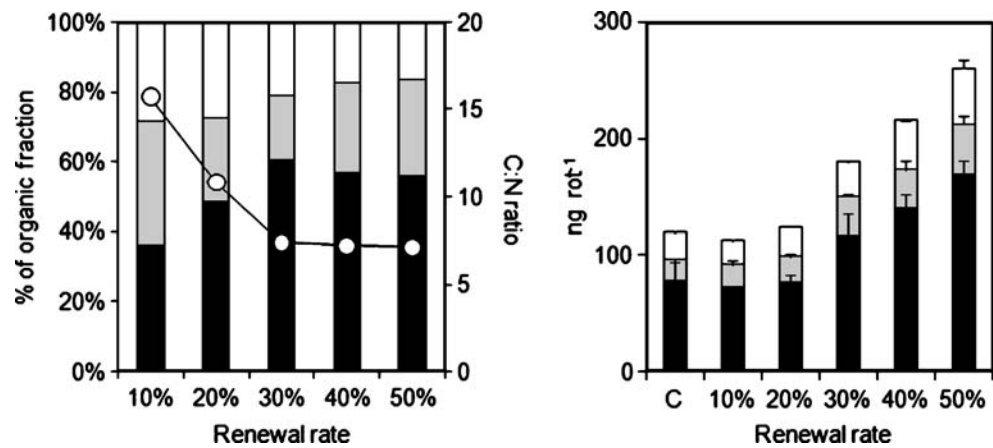 100%
80%
60%
40%
20%
0%
% of organic fraction
20
15
10
5
0
C:N ratio
10% 20% 30% 40% 50%
Renewal rate
300
200
100
0
ng rot⁻¹
C 10% 20% 30% 40% 50%
Renewal rate